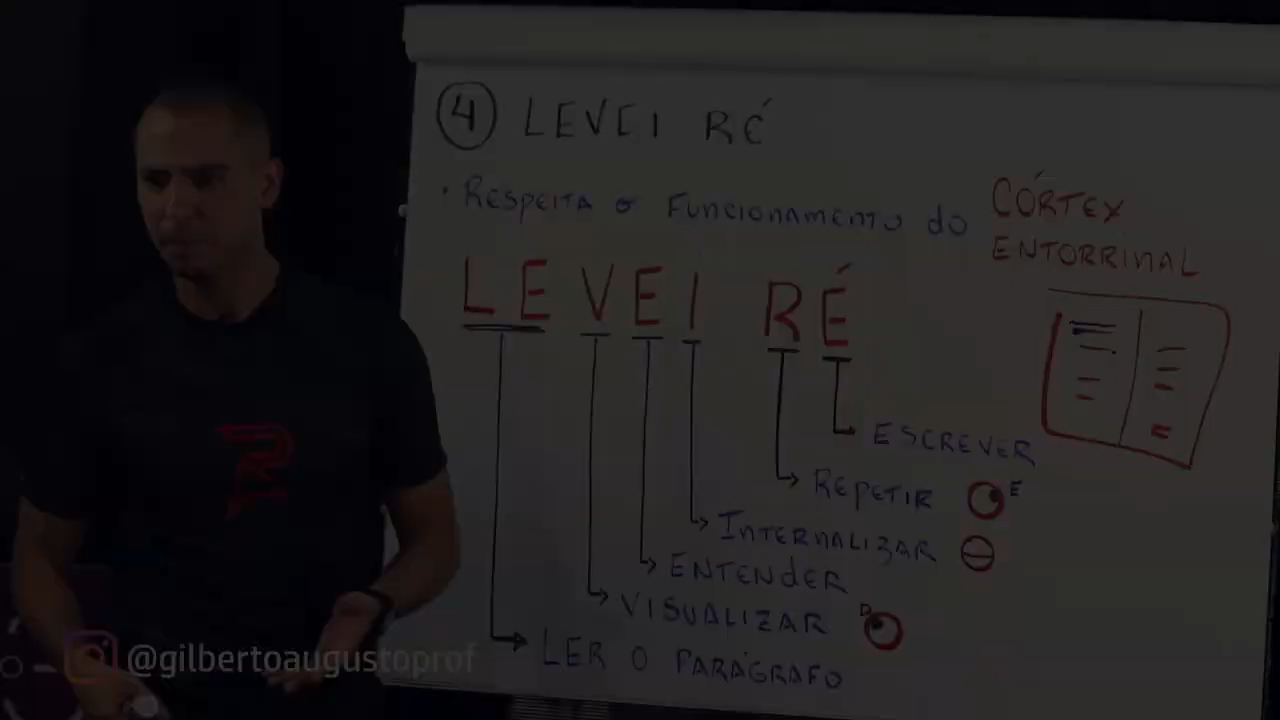 ④ LEVEI RÉ
• RESPEITA O FUNCIONAMENTO do CÓRTEX
ENTORRINAL
LEVEI RÉ
ESCREVER
REPETIR E
INTERNALIZAR
ENTENDER
VISUALIZAR D
LER O PARÁGRAFO
@gilbertoaugustoprof